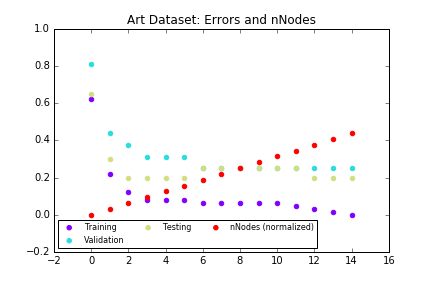 Art Dataset: Errors and nNodes
1.0
0.8
0.6
0.4
0.2
0.0
−0.2
Training Testing nNodes (normalized)
Validation
−2 0 2 4 6 8 10 12 14 16